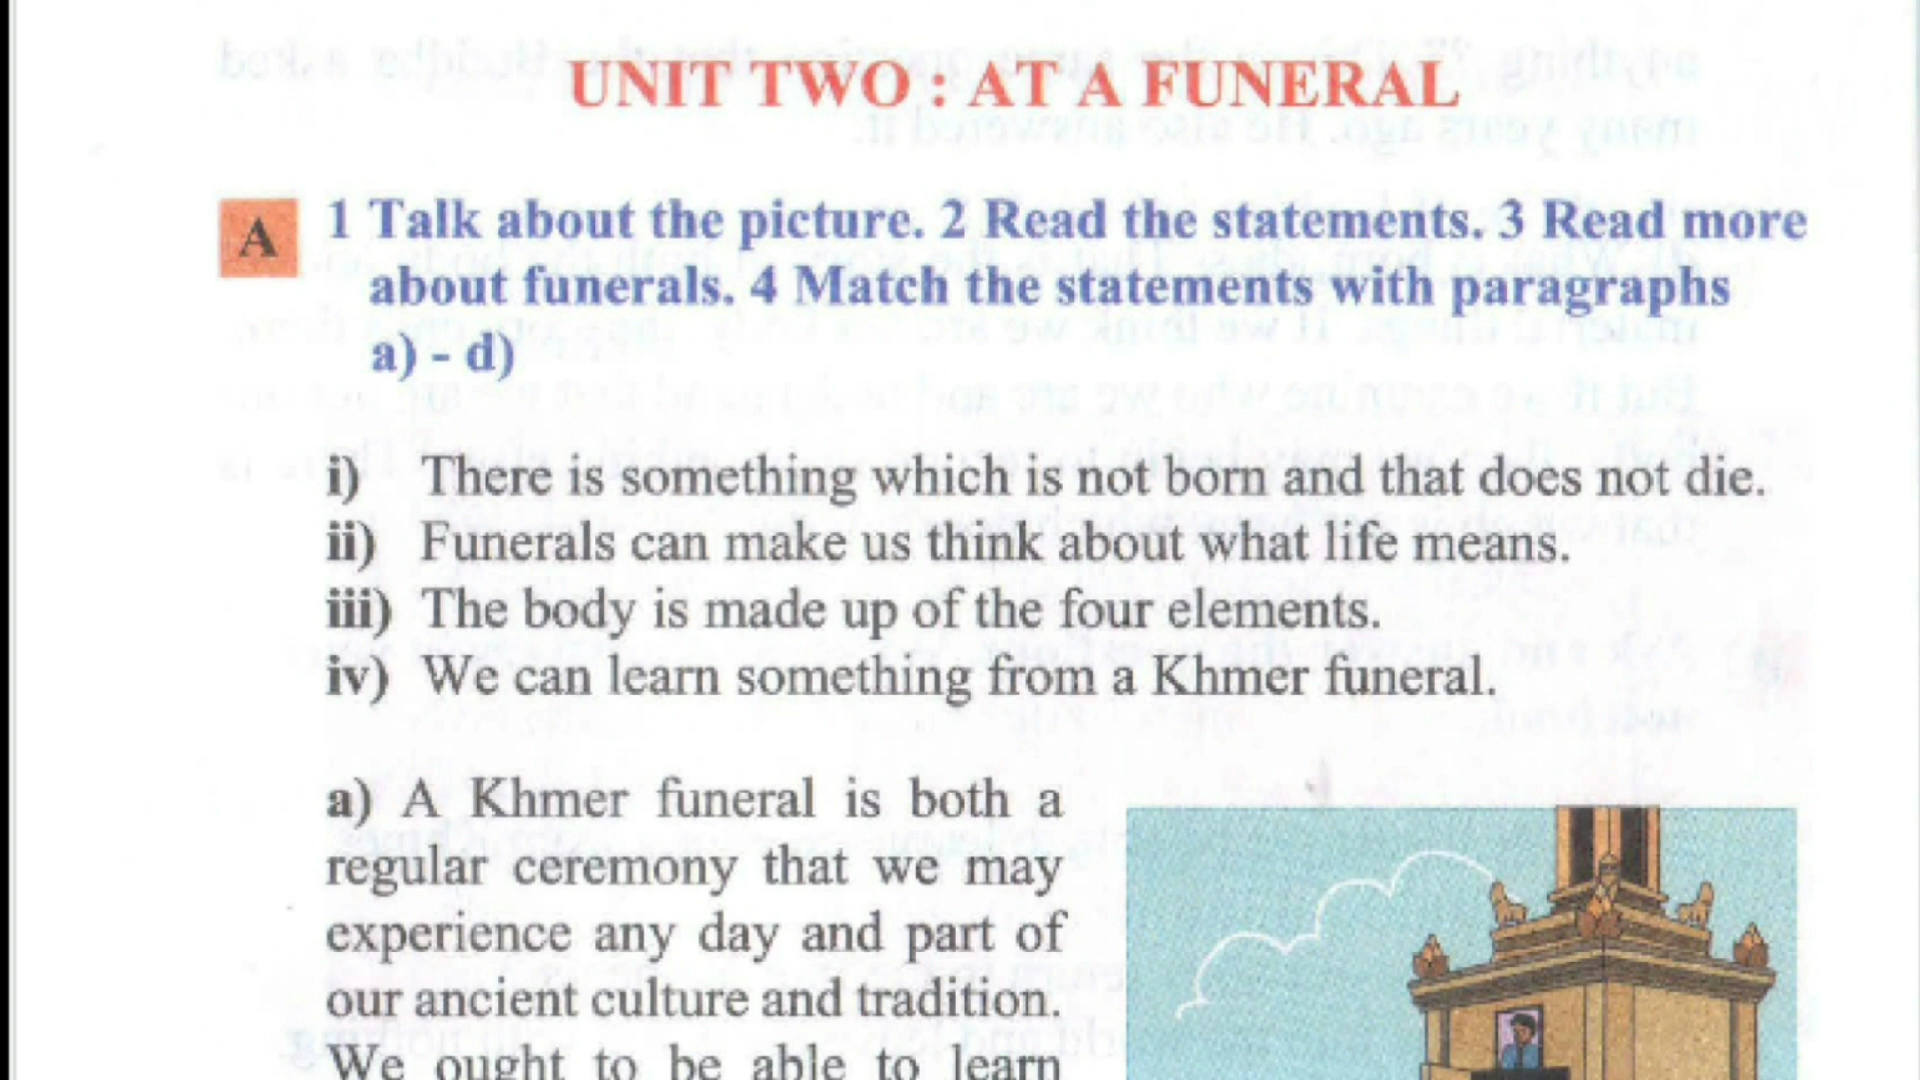 UNIT TWO : AT A FUNERAL
A 1 Talk about the picture. 2 Read the statements. 3 Read more
about funerals. 4 Match the statements with paragraphs
a) - d)
i) There is something which is not born and that does not die.
ii) Funerals can make us think about what life means.
iii) The body is made up of the four elements.
iv) We can learn something from a Khmer funeral.
a) A Khmer funeral is both a
regular ceremony that we may
experience any day and part of
our ancient culture and tradition.
We ought to be able to learn